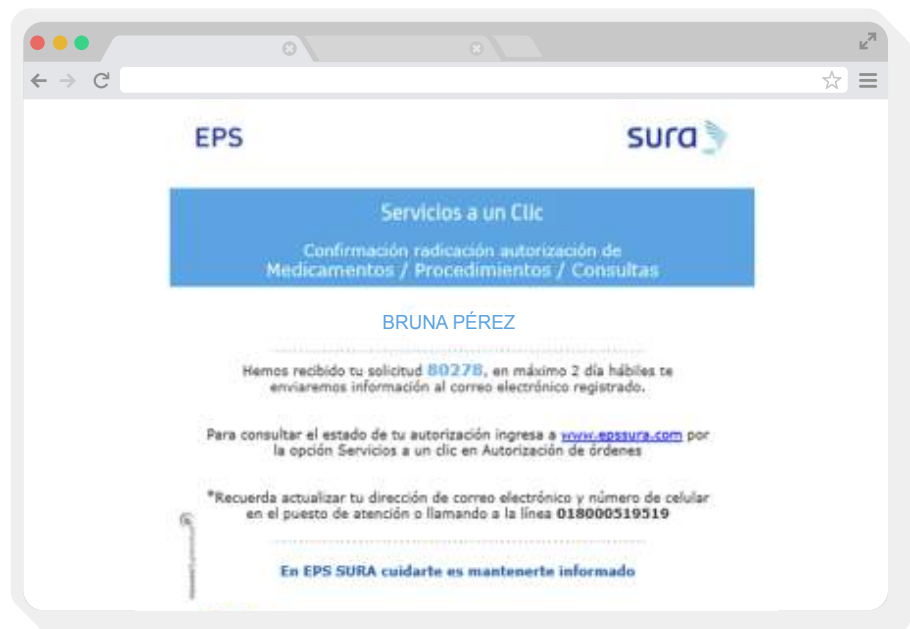 EPS
sura
Servicios a un Clic
Confirmación radicación autorización de
Medicamentos / Procedimientos / Consultas
BRUNA PÉREZ
Hemos recibido tu solicitud 80278, en máximo 2 día hábiles te
enviaremos información al correo electrónico registrado.
Para consultar el estado de tu autorización ingresa a www.epssura.com por
la opción Servicios a un clic en Autorización de órdenes
*Recuerda actualizar tu dirección de correo electrónico y número de celular
en el puesto de atención o llamando a la línea 018000519519
En EPS SURA cuidarte es mantenerte informado